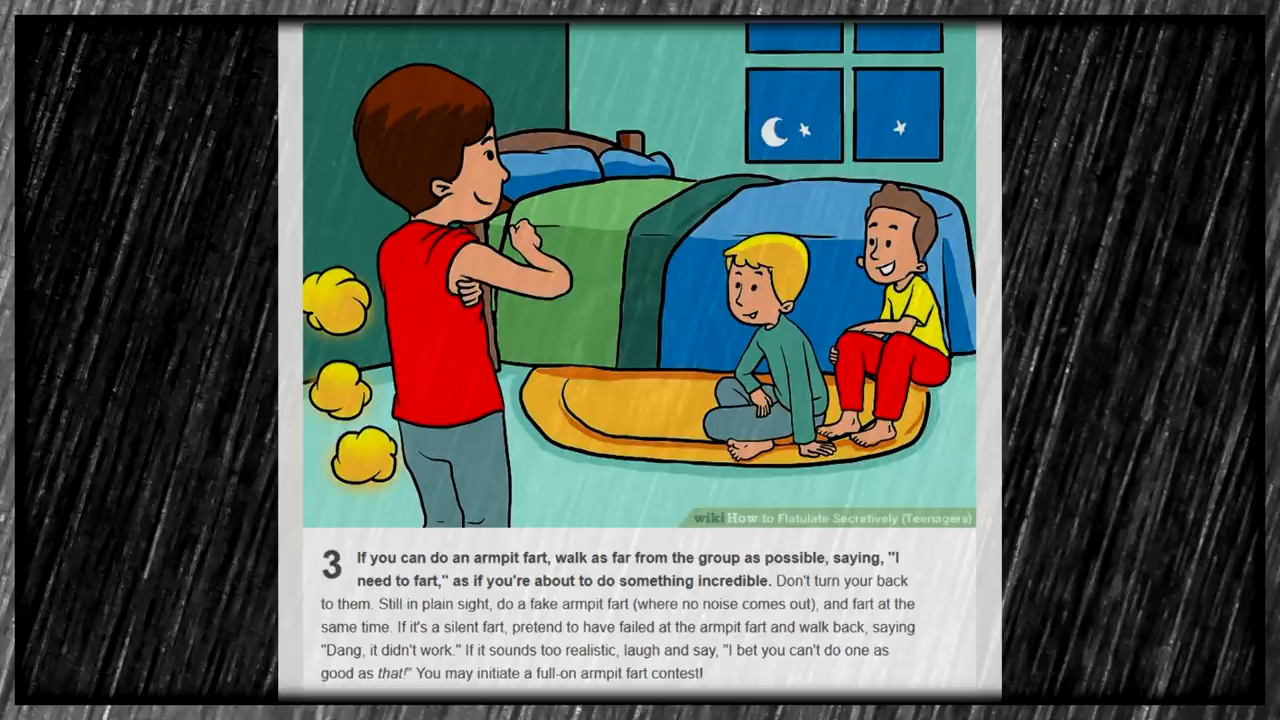 wikiHow to Flatulate Secretively (Teenagers)
3 If you can do an armpit fart, walk as far from the group as possible, saying, "I
need to fart," as if you're about to do something incredible. Don't turn your back
to them. Still in plain sight, do a fake armpit fart (where no noise comes out), and fart at the
same time. If it's a silent fart, pretend to have failed at the armpit fart and walk back, saying
"Dang, it didn't work." If it sounds too realistic, laugh and say, "I bet you can't do one as
good as that!" You may initiate a full-on armpit fart contest!